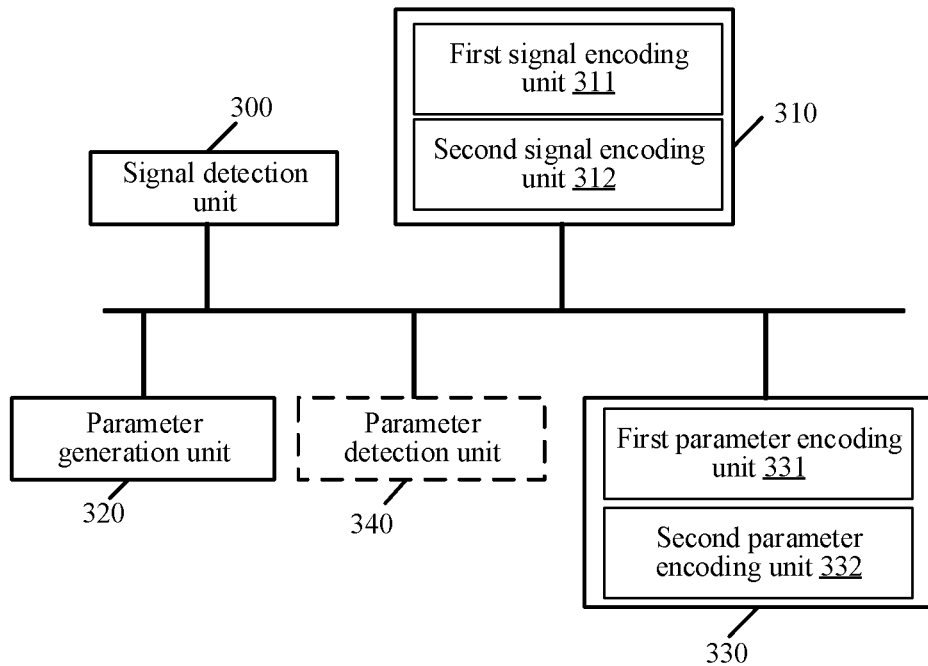 First signal encoding
unit 311
310
300
Second signal encoding
unit 312
Signal detection
unit
Parameter
generation unit
Parameter
detection unit
First parameter encoding
unit 331
320
340
Second parameter
encoding unit 332
330